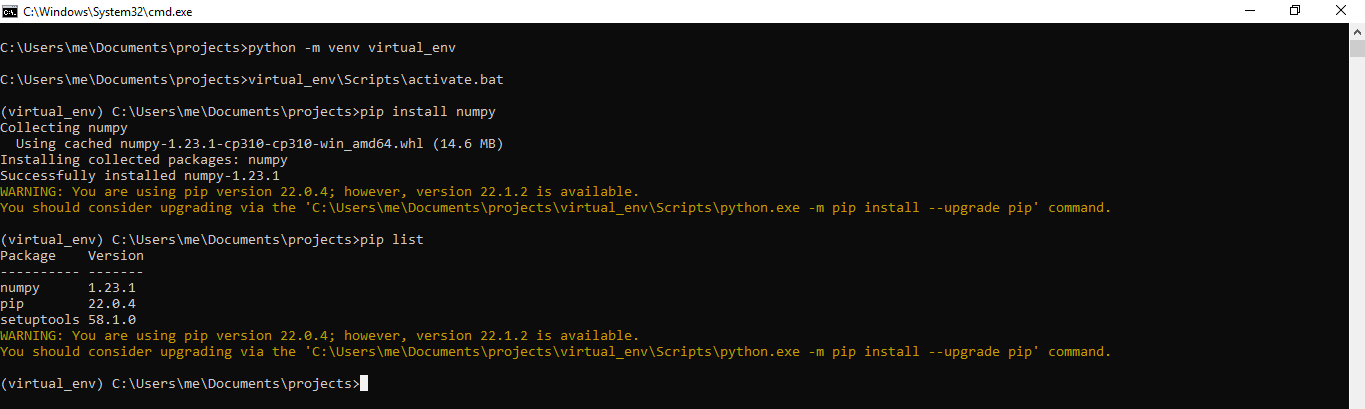 C:\Windows\System32\cmd.exe
C:\Users\me\Documents\projects>python -m venv virtual_env
C:\Users\me\Documents\projects>virtual_env\Scripts\activate.bat
(virtual_env) C:\Users\me\Documents\projects>pip install numpy
Collecting numpy
  Using cached numpy-1.23.1-cp310-cp310-win_amd64.whl (14.6 MB)
Installing collected packages: numpy
Successfully installed numpy-1.23.1
WARNING: You are using pip version 22.0.4; however, version 22.1.2 is available.
You should consider upgrading via the 'C:\Users\me\Documents\projects\virtual_env\Scripts\python.exe -m pip install --upgrade pip' command.
(virtual_env) C:\Users\me\Documents\projects>pip list
Package    Version
---------- -------
numpy      1.23.1
pip        22.0.4
setuptools 58.1.0
WARNING: You are using pip version 22.0.4; however, version 22.1.2 is available.
You should consider upgrading via the 'C:\Users\me\Documents\projects\virtual_env\Scripts\python.exe -m pip install --upgrade pip' command.
(virtual_env) C:\Users\me\Documents\projects>